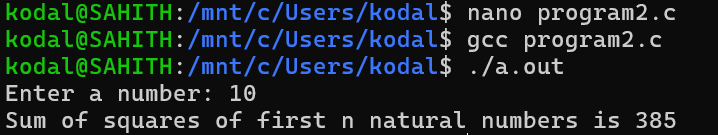 kodal@SAHITH:/mnt/c/Users/kodal$ nano program2.c
kodal@SAHITH:/mnt/c/Users/kodal$ gcc program2.c
kodal@SAHITH:/mnt/c/Users/kodal$ ./a.out
Enter a number: 10
Sum of squares of first n natural numbers is 385